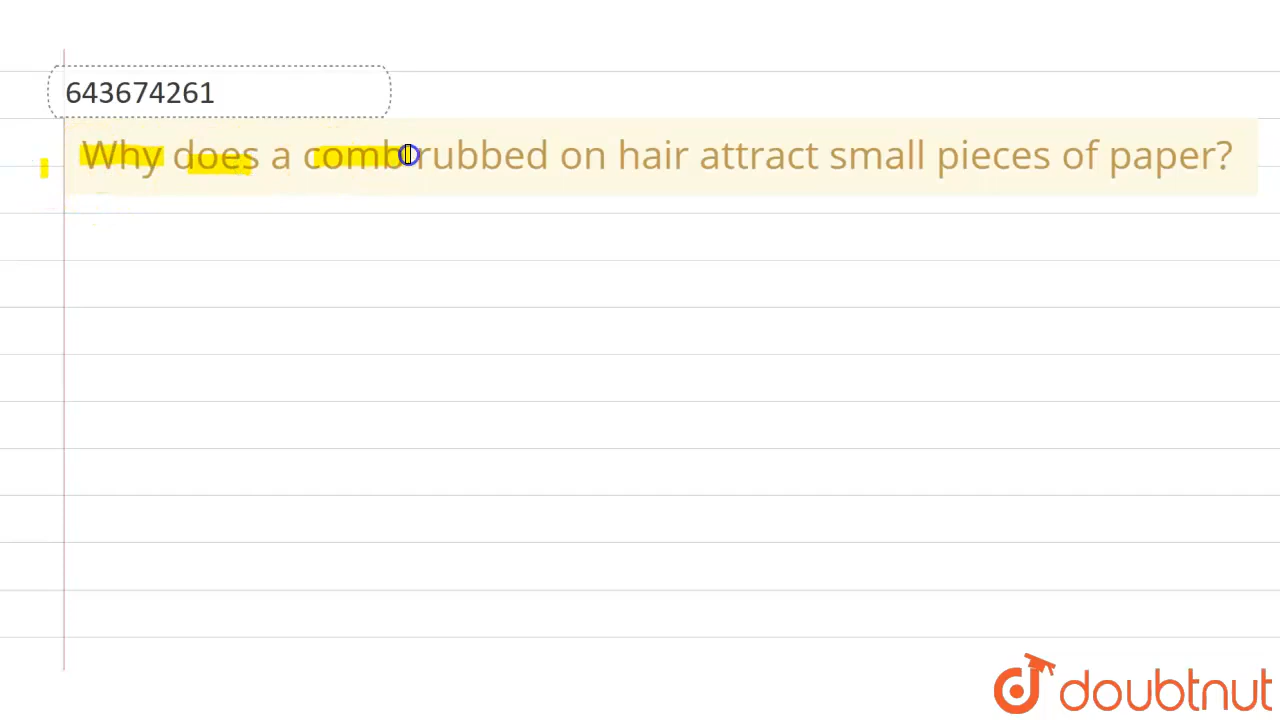 643674261
Why does a comb rubbed on hair attract small pieces of paper?
doubtnut